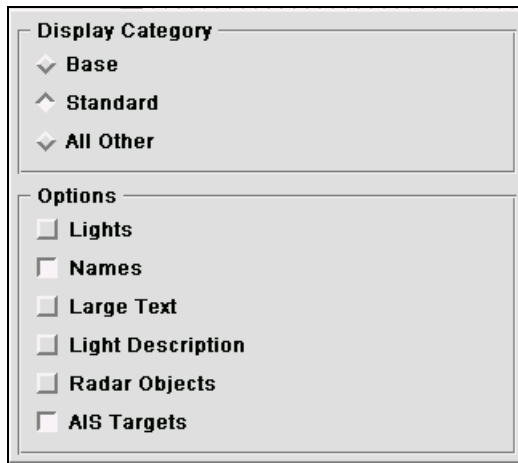 Display Category
Base
Standard
All Other
Options
Lights
Names
Large Text
Light Description
Radar Objects
AIS Targets